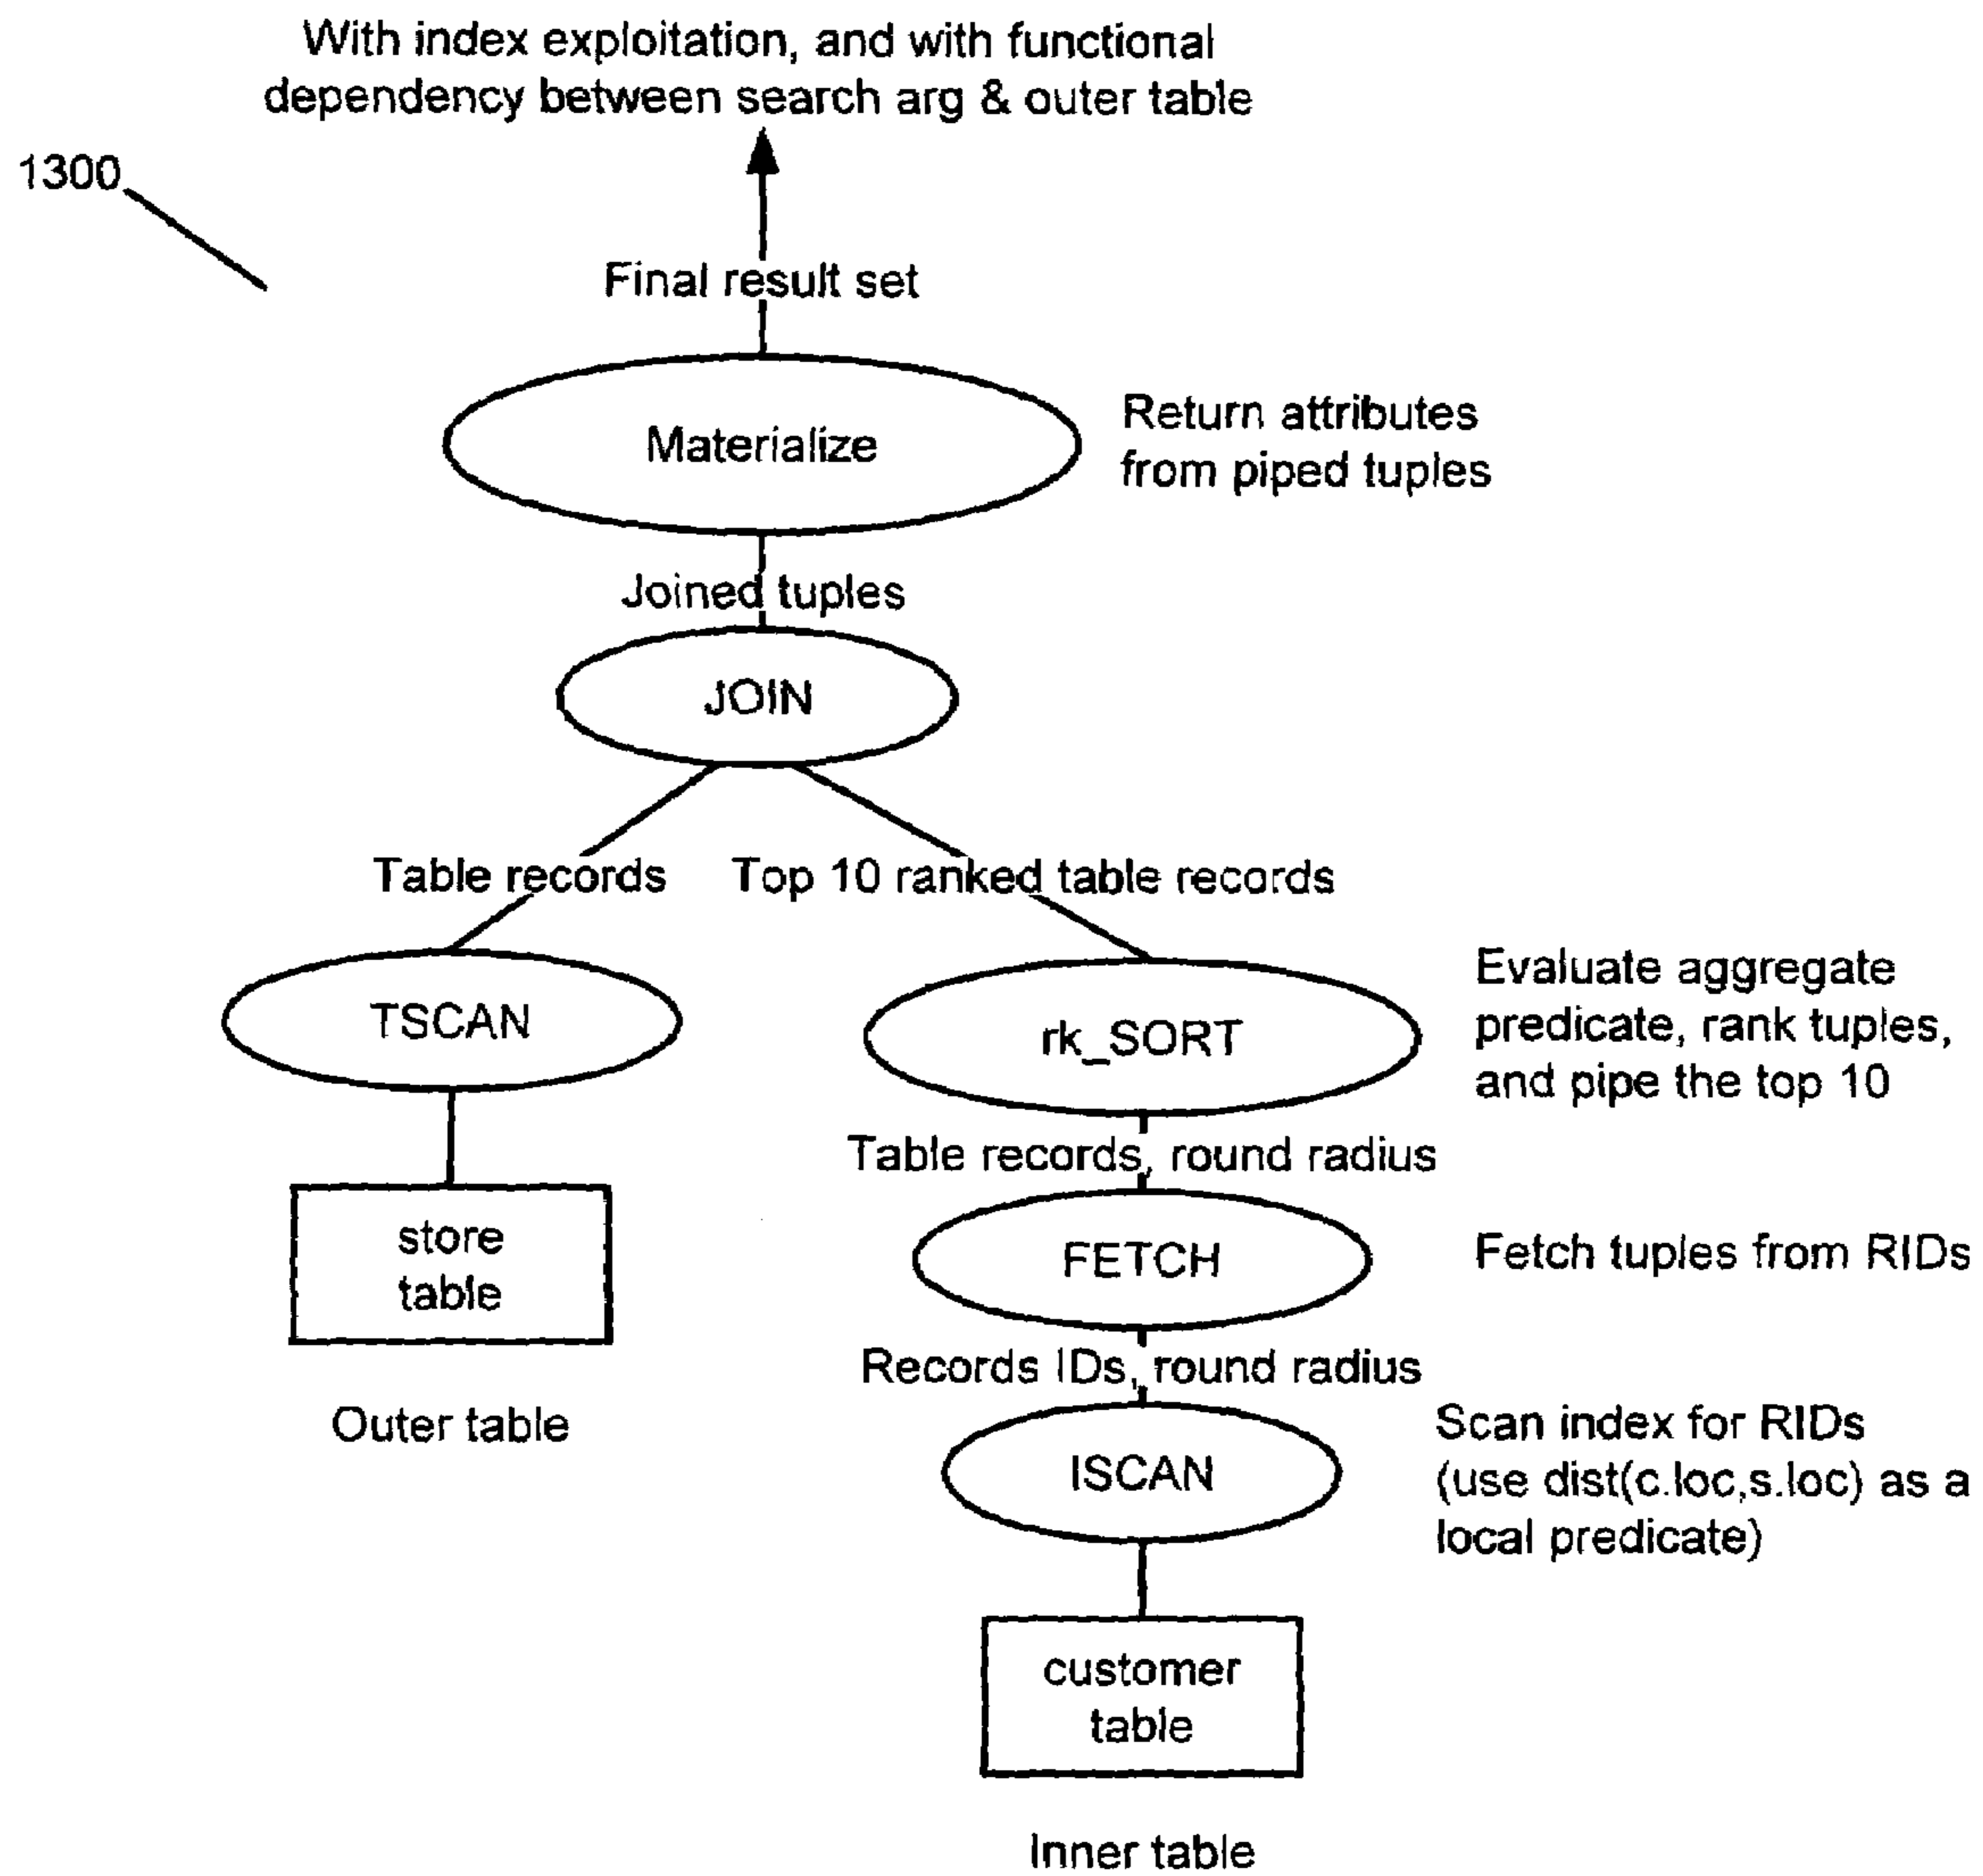 With index exploitation, and with functional
dependency between search arg & outer table
1300
Final result set
Materialize
Return attributes
from piped tuples
Joined tuples
JOIN
Table records
Top 10 ranked table records
TSCAN
rk_SORT
Evaluate aggregate
predicate, rank tuples,
and pipe the top 10
Table records, round radius
store
table
FETCH
Fetch tuples from RIDs
Records IDs, round radius
Outer table
ISCAN
Scan index for RIDs
(use dist(c.loc,s.loc) as a
local predicate)
customer
table
Inner table